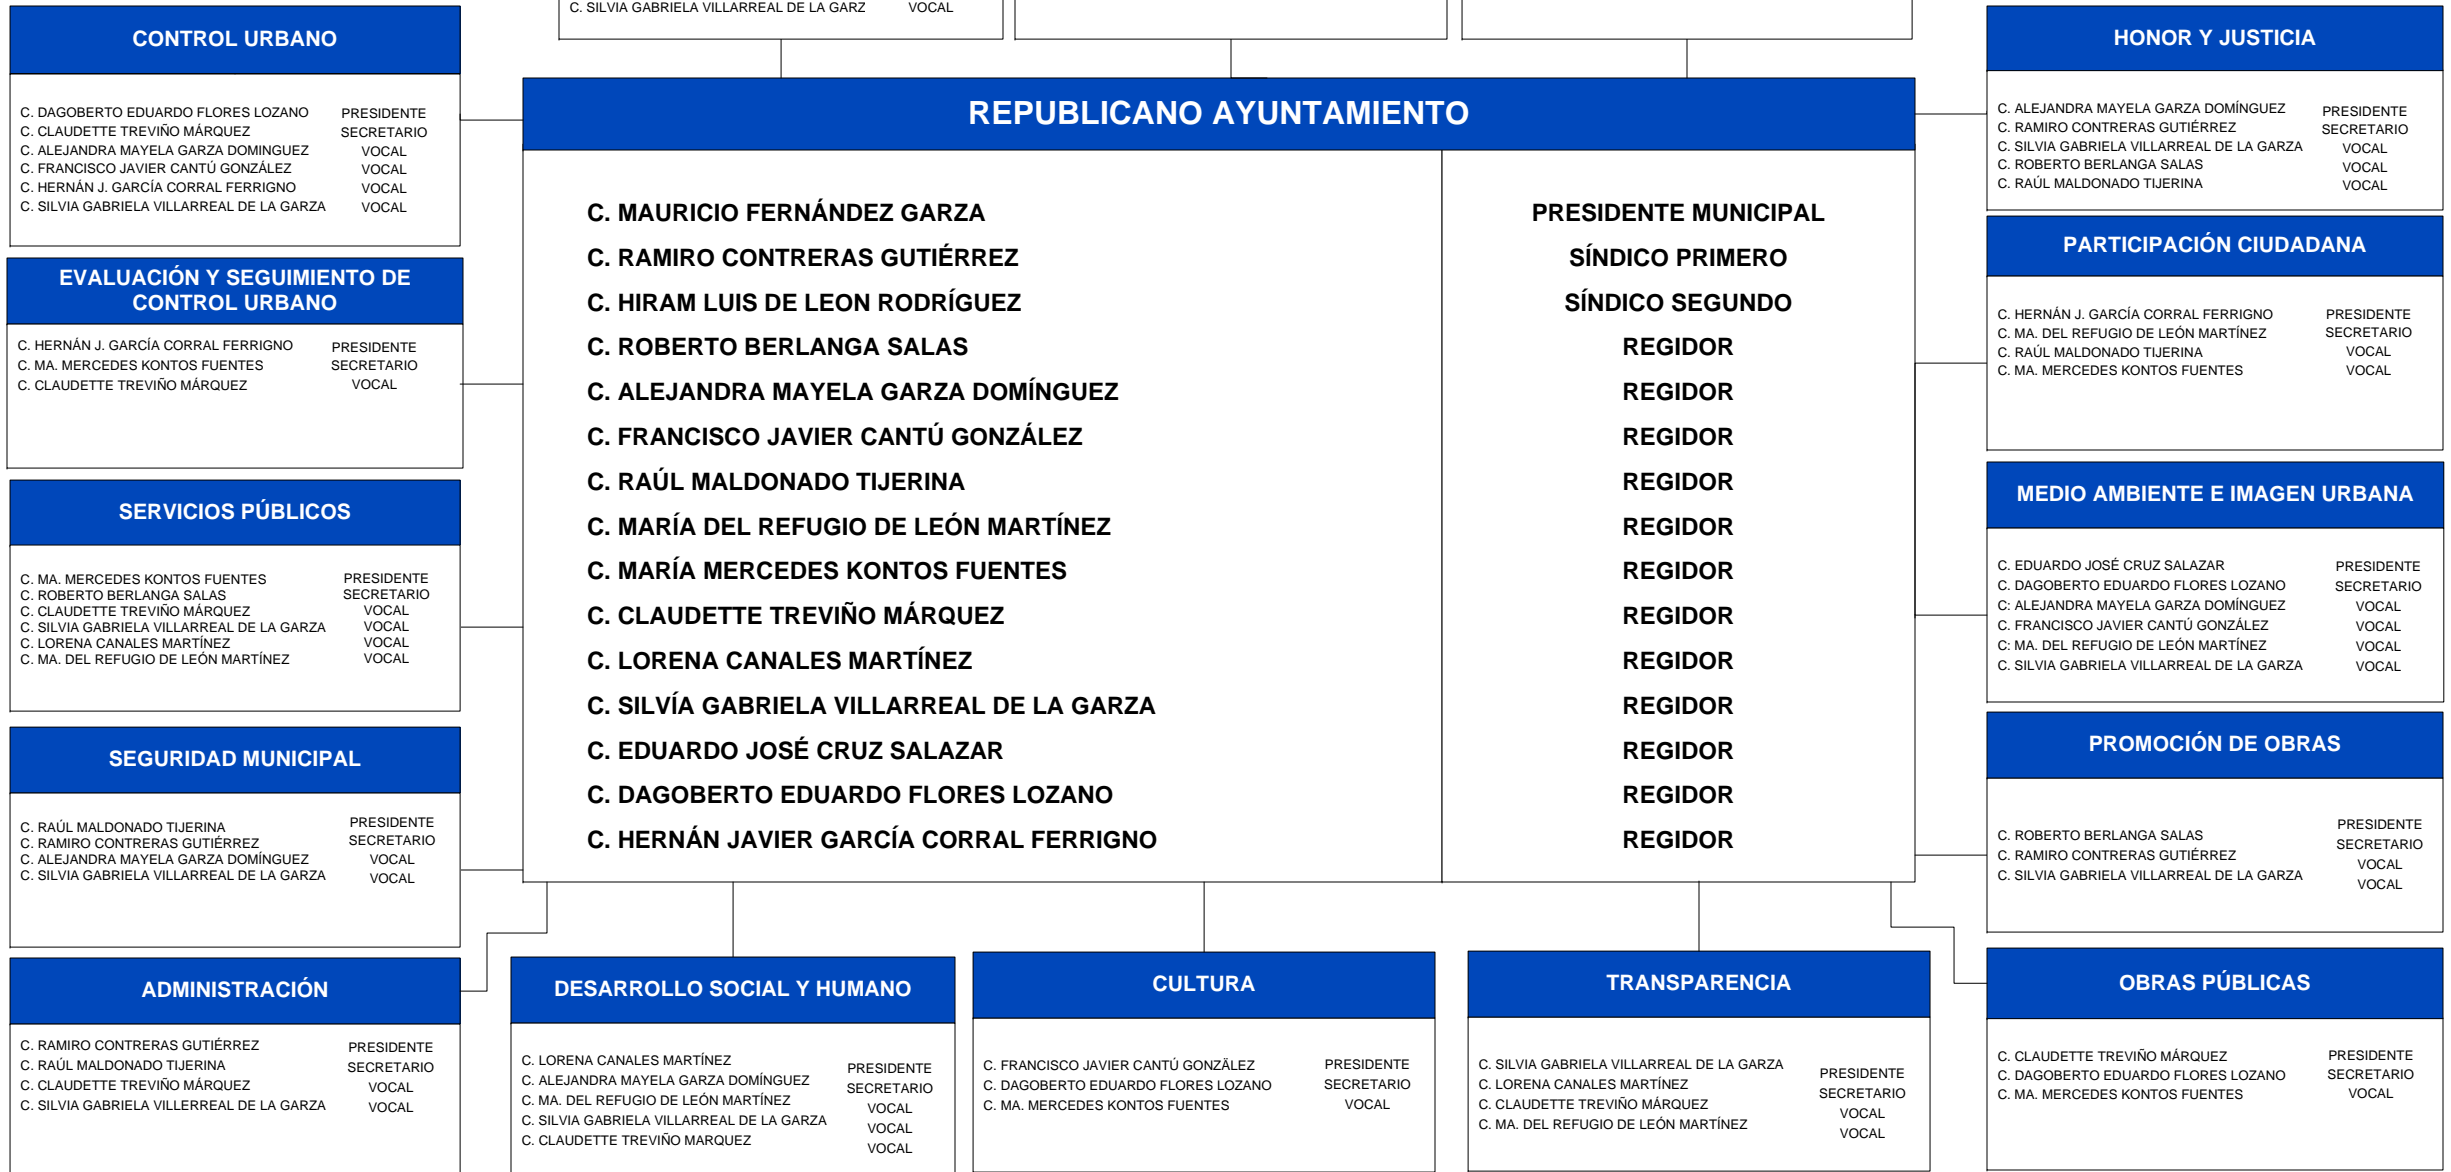 C. SILVIA GABRIELA VILLARREAL DE LA GARZ VOCAL
CONTROL URBANO
C. DAGOBERTO EDUARDO FLORES LOZANO PRESIDENTE
C. CLAUDETTE TREVIÑO MÁRQUEZ SECRETARIO
C. ALEJANDRA MAYELA GARZA DOMINGUEZ VOCAL
C. FRANCISCO JAVIER CANTÚ GONZÁLEZ VOCAL
C. HERNÁN J. GARCÍA CORRAL FERRIGNO VOCAL
C. SILVIA GABRIELA VILLARREAL DE LA GARZA VOCAL
EVALUACIÓN Y SEGUIMIENTO DE
CONTROL URBANO
C. HERNÁN J. GARCÍA CORRAL FERRIGNO PRESIDENTE
C. MA. MERCEDES KONTOS FUENTES SECRETARIO
C. CLAUDETTE TREVIÑO MÁRQUEZ VOCAL
SERVICIOS PÚBLICOS
C. MA. MERCEDES KONTOS FUENTES PRESIDENTE
C. ROBERTO BERLANGA SALAS SECRETARIO
C. CLAUDETTE TREVIÑO MÁRQUEZ VOCAL
C. SILVIA GABRIELA VILLARREAL DE LA GARZA VOCAL
C. LORENA CANALES MARTÍNEZ VOCAL
C. MA. DEL REFUGIO DE LEÓN MARTÍNEZ VOCAL
SEGURIDAD MUNICIPAL
C. RAÚL MALDONADO TIJERINA PRESIDENTE
C. RAMIRO CONTRERAS GUTIÉRREZ SECRETARIO
C. ALEJANDRA MAYELA GARZA DOMÍNGUEZ VOCAL
C. SILVIA GABRIELA VILLARREAL DE LA GARZA VOCAL
ADMINISTRACIÓN
C. RAMIRO CONTRERAS GUTIÉRREZ PRESIDENTE
C. RAÚL MALDONADO TIJERINA SECRETARIO
C. CLAUDETTE TREVIÑO MÁRQUEZ VOCAL
C. SILVIA GABRIELA VILLERREAL DE LA GARZA VOCAL
REPUBLICANO AYUNTAMIENTO
C. MAURICIO FERNÁNDEZ GARZA PRESIDENTE MUNICIPAL
C. RAMIRO CONTRERAS GUTIÉRREZ SÍNDICO PRIMERO
C. HIRAM LUIS DE LEON RODRÍGUEZ SÍNDICO SEGUNDO
C. ROBERTO BERLANGA SALAS REGIDOR
C. ALEJANDRA MAYELA GARZA DOMÍNGUEZ REGIDOR
C. FRANCISCO JAVIER CANTÚ GONZÁLEZ REGIDOR
C. RAÚL MALDONADO TIJERINA REGIDOR
C. MARÍA DEL REFUGIO DE LEÓN MARTÍNEZ REGIDOR
C. MARÍA MERCEDES KONTOS FUENTES REGIDOR
C. CLAUDETTE TREVIÑO MÁRQUEZ REGIDOR
C. LORENA CANALES MARTÍNEZ REGIDOR
C. SILVÍA GABRIELA VILLARREAL DE LA GARZA REGIDOR
C. EDUARDO JOSÉ CRUZ SALAZAR REGIDOR
C. DAGOBERTO EDUARDO FLORES LOZANO REGIDOR
C. HERNÁN JAVIER GARCÍA CORRAL FERRIGNO REGIDOR
DESARROLLO SOCIAL Y HUMANO
C. LORENA CANALES MARTÍNEZ PRESIDENTE
C. ALEJANDRA MAYELA GARZA DOMÍNGUEZ SECRETARIO
C. MA. DEL REFUGIO DE LEÓN MARTÍNEZ VOCAL
C. SILVIA GABRIELA VILLARREAL DE LA GARZA VOCAL
C. CLAUDETTE TREVIÑO MARQUEZ VOCAL
CULTURA
C. FRANCISCO JAVIER CANTÚ GONZÄLEZ PRESIDENTE
C. DAGOBERTO EDUARDO FLORES LOZANO SECRETARIO
C. MA. MERCEDES KONTOS FUENTES VOCAL
TRANSPARENCIA
C. SILVIA GABRIELA VILLARREAL DE LA GARZA PRESIDENTE
C. LORENA CANALES MARTÍNEZ SECRETARIO
C. CLAUDETTE TREVIÑO MÁRQUEZ VOCAL
C. MA. DEL REFUGIO DE LEÓN MARTÍNEZ VOCAL
HONOR Y JUSTICIA
C. ALEJANDRA MAYELA GARZA DOMÍNGUEZ PRESIDENTE
C. RAMIRO CONTRERAS GUTIÉRREZ SECRETARIO
C. SILVIA GABRIELA VILLARREAL DE LA GARZA VOCAL
C. ROBERTO BERLANGA SALAS VOCAL
C. RAÚL MALDONADO TIJERINA VOCAL
PARTICIPACIÓN CIUDADANA
C. HERNÁN J. GARCÍA CORRAL FERRIGNO PRESIDENTE
C. MA. DEL REFUGIO DE LEÓN MARTÍNEZ SECRETARIO
C. RAÚL MALDONADO TIJERINA VOCAL
C. MA. MERCEDES KONTOS FUENTES VOCAL
MEDIO AMBIENTE E IMAGEN URBANA
C. EDUARDO JOSÉ CRUZ SALAZAR PRESIDENTE
C. DAGOBERTO EDUARDO FLORES LOZANO SECRETARIO
C: ALEJANDRA MAYELA GARZA DOMÍNGUEZ VOCAL
C. FRANCISCO JAVIER CANTÚ GONZÁLEZ VOCAL
C: MA. DEL REFUGIO DE LEÓN MARTÍNEZ VOCAL
C. SILVIA GABRIELA VILLARREAL DE LA GARZA VOCAL
PROMOCIÓN DE OBRAS
PRESIDENTE
C. ROBERTO BERLANGA SALAS SECRETARIO
C. RAMIRO CONTRERAS GUTIÉRREZ VOCAL
C. SILVIA GABRIELA VILLARREAL DE LA GARZA VOCAL
OBRAS PÚBLICAS
C. CLAUDETTE TREVIÑO MÁRQUEZ PRESIDENTE
C. DAGOBERTO EDUARDO FLORES LOZANO SECRETARIO
C. MA. MERCEDES KONTOS FUENTES VOCAL